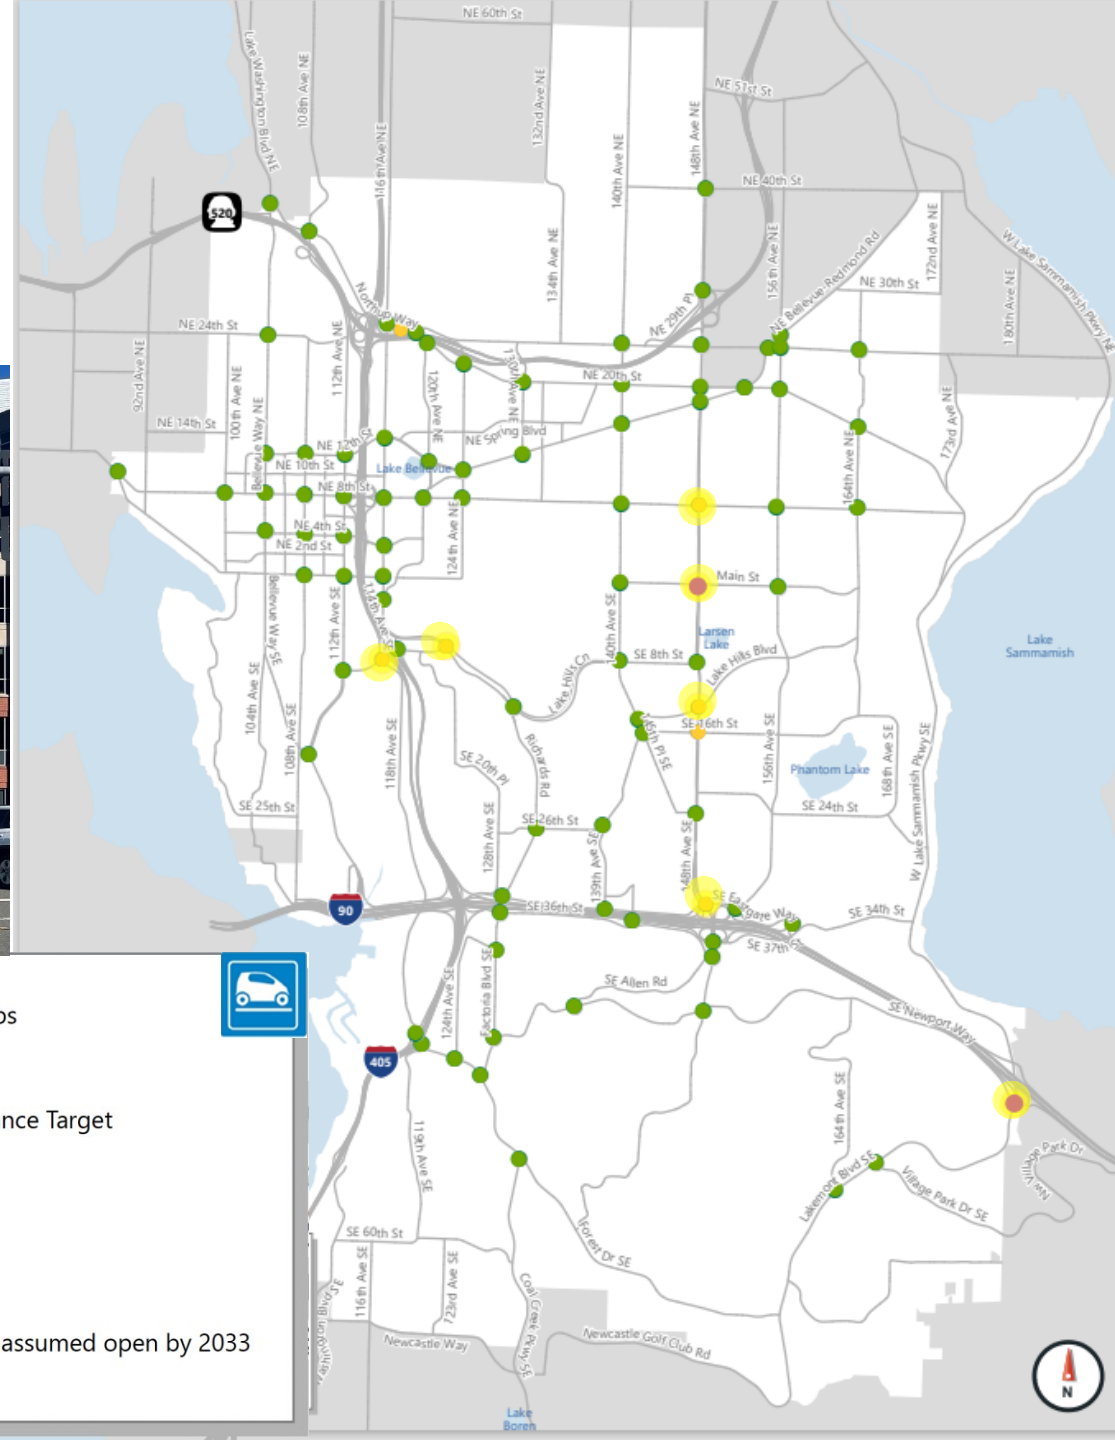 NE 60th St
Lake Washington Blvd NE
108th Ave NE
116th Ave NE
132nd Ave NE
140th Ave NE
148th Ave NE
NE 51st St
NE 40th St
520
134th Ave NE
156th Ave NE
NE Bellevue Redmond Rd
172nd Ave NE
W Lake Sammamish Pkwy NE
NE 30th St
180th Ave NE
Northup Way
NE 29th Pl
NE 24th St
92nd Ave NE
112th Ave NE
100th Ave NE
Bellevue Way NE
120th Ave NE
130th Ave NE
NE 20th St
NE 14th St
NE 12th St
NE Spring Blvd
NE 10th St
Lake Bellevue
NE 8th St
164th Ave NE
173rd Ave NE
NE 4th St
NE 2nd St
124th Ave NE
Main St
Bellevue Way SE
112th Ave SE
114th Ave SE
140th Ave SE
Larsen
Lake
Lake
Sammamish
SE 8th St
Lake Hills Blvd
Lake Hills Cn
104th Ave SE
108th Ave SE
118th Ave SE
Richards Rd
145th Pl SE
SE 16th St
156th Ave SE
Phantom Lake
168th Ave SE
W Lake Sammamish Pkwy SE
SE 20th Pl
SE 25th St
SE 24th St
128th Ave SE
SE 26th St
139th Ave SE
148th Ave SE
90
SE 36th St
SE Eastgate Way
SE 34th St
SE 37th St
124th Ave SE
Factoria Blvd SE
SE Allen Rd
SE Newport Way
os
405
nce Target
119th Ave SE
164th Ave SE
Lakemont Blvd SE
Village Park Dr SE
NW Village Park Dr
SE 60th St
Forest Dr SE
116th Ave SE
123rd Ave SE
Coal Creek Pkwy SE
Washington Blvd SE
assumed open by 2033
Newcastle Way
Newcastle Golf Club Rd
N
Lake
Boren